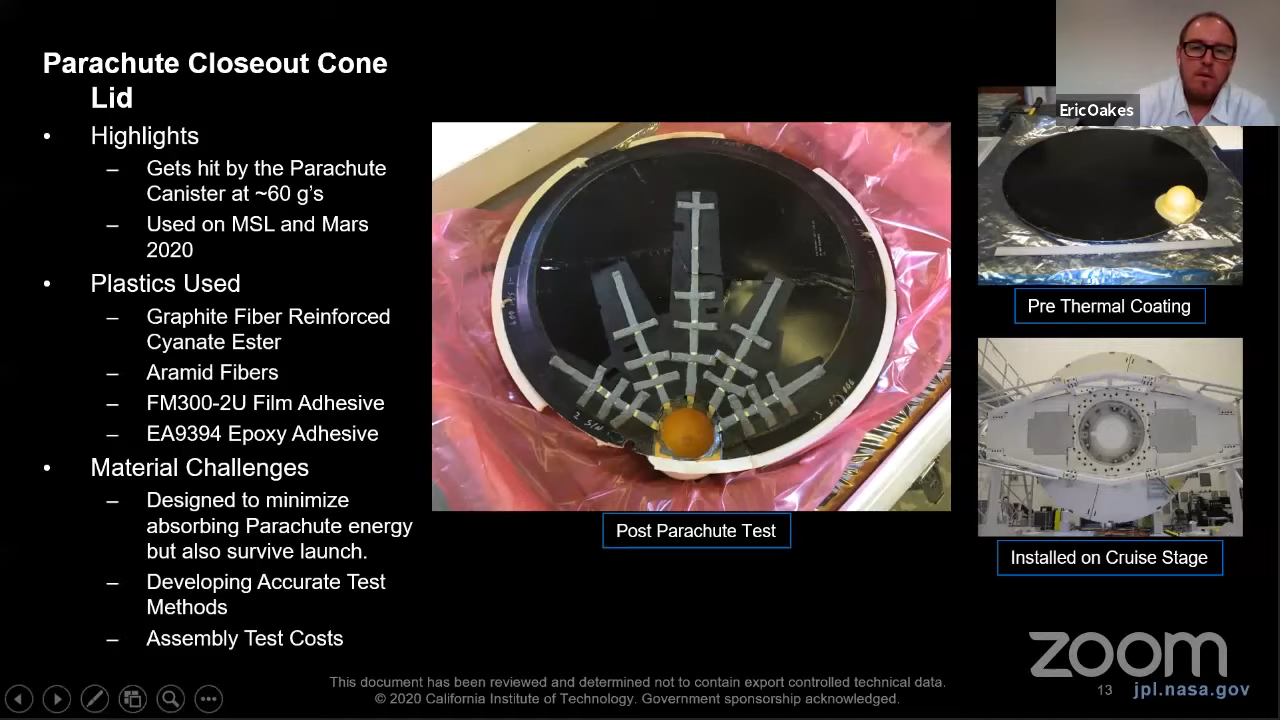 Parachute Closeout Cone
Lid
• Highlights
– Gets hit by the Parachute
Canister at ~60 g's
– Used on MSL and Mars
2020
• Plastics Used
– Graphite Fiber Reinforced
Cyanate Ester
– Aramid Fibers
– FM300-2U Film Adhesive
– EA9394 Epoxy Adhesive
• Material Challenges
– Designed to minimize
absorbing Parachute energy
but also survive launch.
– Developing Accurate Test
Methods
– Assembly Test Costs
Post Parachute Test
EricOakes
Pre Thermal Coating
Installed on Cruise Stage
This document has been reviewed and determined not to contain export controlled technical data.
© 2020 California Institute of Technology. Government sponsorship acknowledged.
zoom
13
jpl.nasa.gov